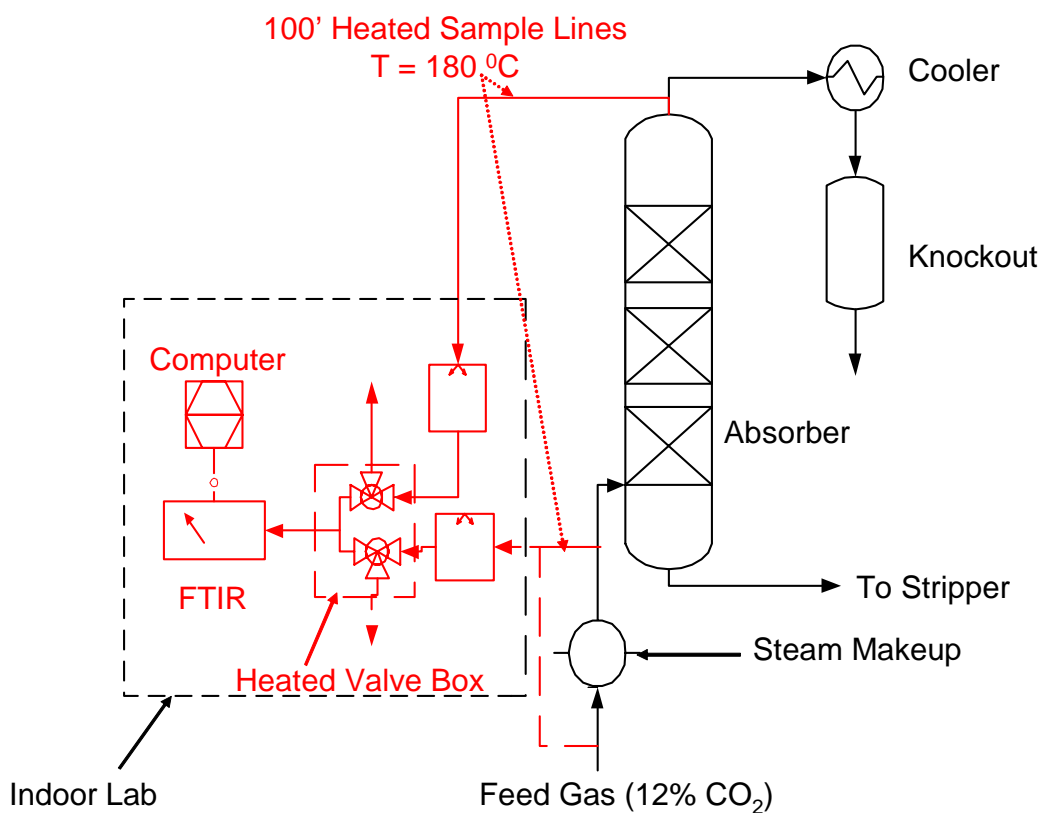 100’ Heated Sample Lines
T = 180 ⁰C
Cooler
Knockout
Computer
Absorber
FTIR
To Stripper
Steam Makeup
Heated Valve Box
Indoor Lab
Feed Gas (12% CO₂)